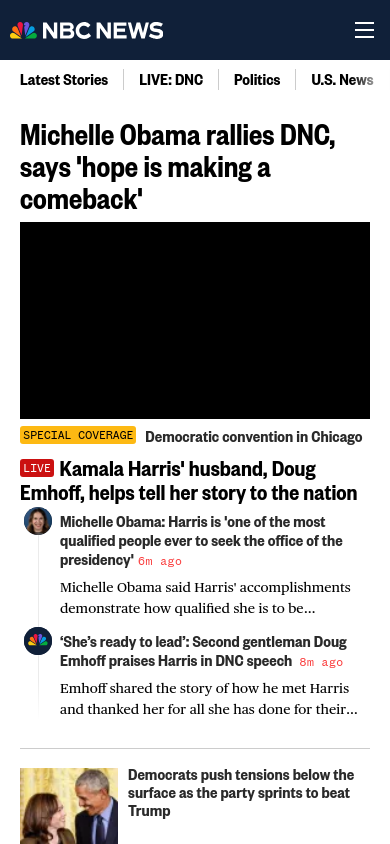 NBC NEWS
Latest Stories
LIVE: DNC
Politics
U.S. News
Michelle Obama rallies DNC,
says 'hope is making a
comeback'
SPECIAL COVERAGE Democratic convention in Chicago
LIVE Kamala Harris' husband, Doug
Emhoff, helps tell her story to the nation
Michelle Obama: Harris is 'one of the most
qualified people ever to seek the office of the
presidency' 6m ago
Michelle Obama said Harris' accomplishments
demonstrate how qualified she is to be...
‘She’s ready to lead’: Second gentleman Doug
Emhoff praises Harris in DNC speech 8m ago
Emhoff shared the story of how he met Harris
and thanked her for all she has done for their...
Democrats push tensions below the
surface as the party sprints to beat
Trump